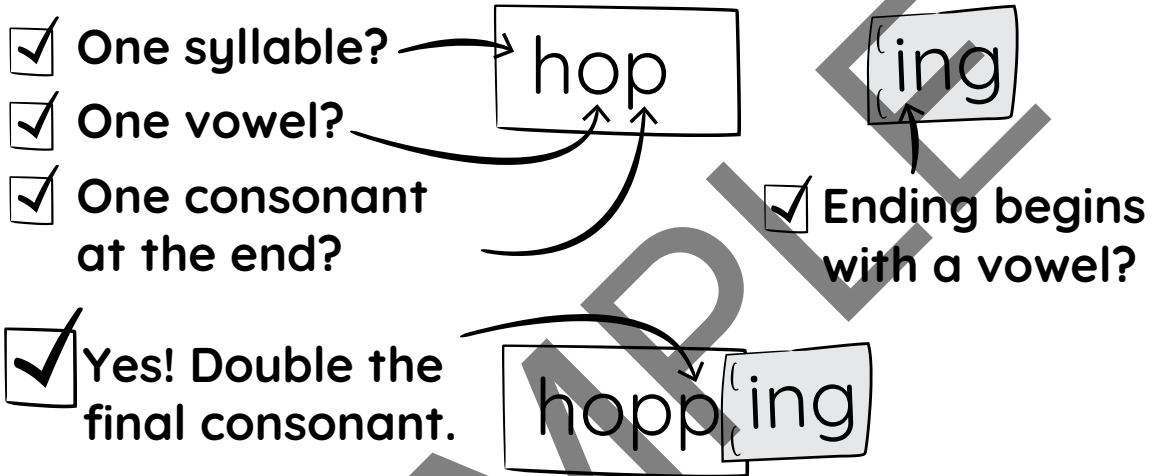 One syllable?
hop
ing
One vowel?
One consonant
at the end?
Ending begins
with a vowel?
Yes! Double the
final consonant.
hopp
ing